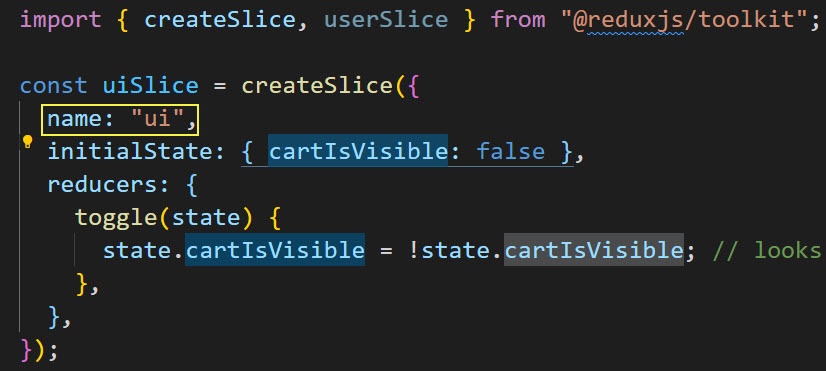 import { createSlice, userSlice } from "@reduxjs/toolkit";
const uiSlice = createSlice({
name: "ui",
initialState: { cartIsVisible: false },
reducers: {
toggle(state) {
state.cartIsVisible = !state.cartIsVisible; // looks
},
},
});